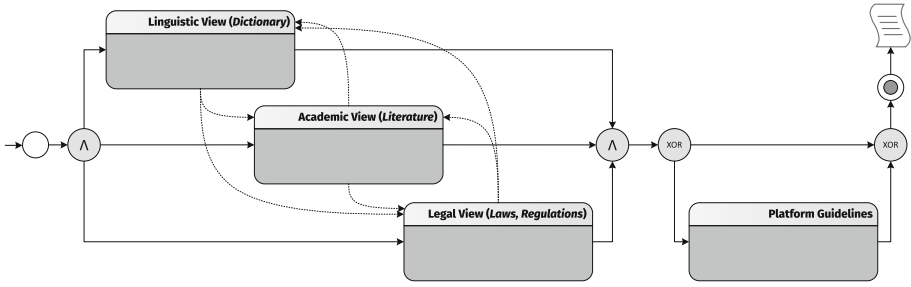 Linguistic View (Dictionary)
Academic View (Literature)
Λ
Λ
XOR
XOR
Legal View (Laws, Regulations)
Platform Guidelines